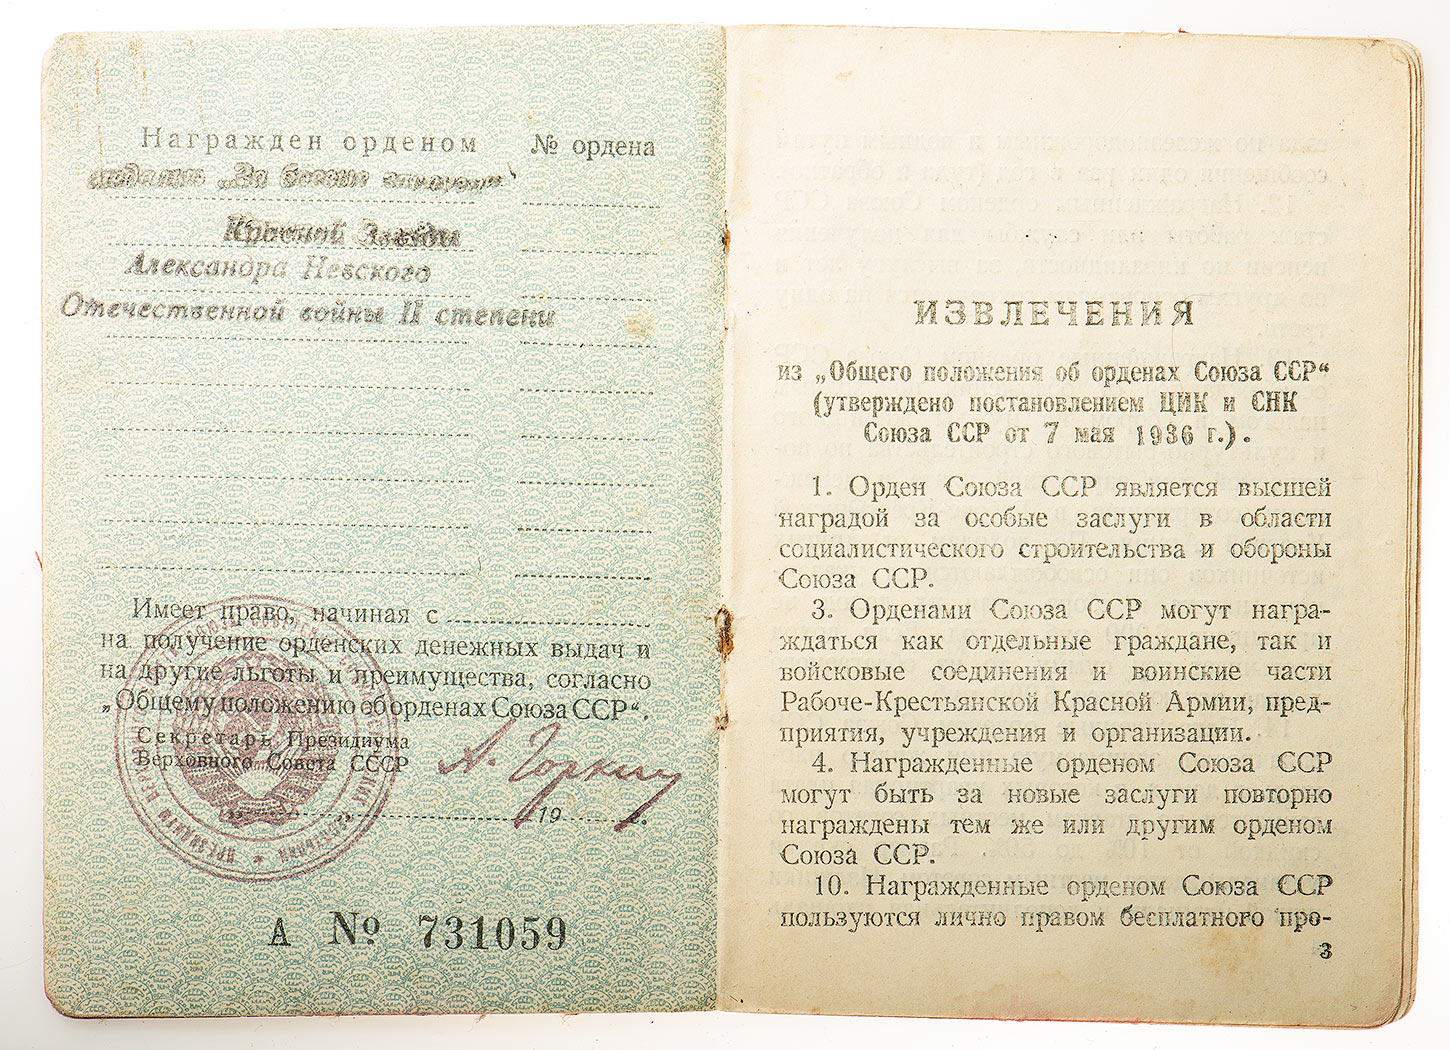 Награжден орденом
№ ордена
медалью „За боевые заслуги"
Красной Звезды
Александра Невского
Отечественной войны II степени
Имеет право, начиная с
на получение орденских денежных выдач и
на другие льготы и преимущества, согласно
„Общему положению об орденах Союза ССР“.
Секретарь Президиума
Верховного Совета СССР
А. Горкин
19 г.
А № 731059
ИЗВЛЕЧЕНИЯ
из „Общего положения об орденах Союза ССР“
(утверждено постановлением ЦИК и СНК
Союза ССР от 7 мая 1936 г.).
1. Орден Союза ССР является высшей
наградой за особые заслуги в области
социалистического строительства и обороны
Союза ССР.
3. Орденами Союза ССР могут награ-
ждаться как отдельные граждане, так и
войсковые соединения и воинские части
Рабоче-Крестьянской Красной Армии, пред-
приятия, учреждения и организации.
4. Награжденные орденом Союза ССР
могут быть за новые заслуги повторно
награждены тем же или другим орденом
Союза ССР.
10. Награжденные орденом Союза ССР
пользуются лично правом бесплатного про-
3